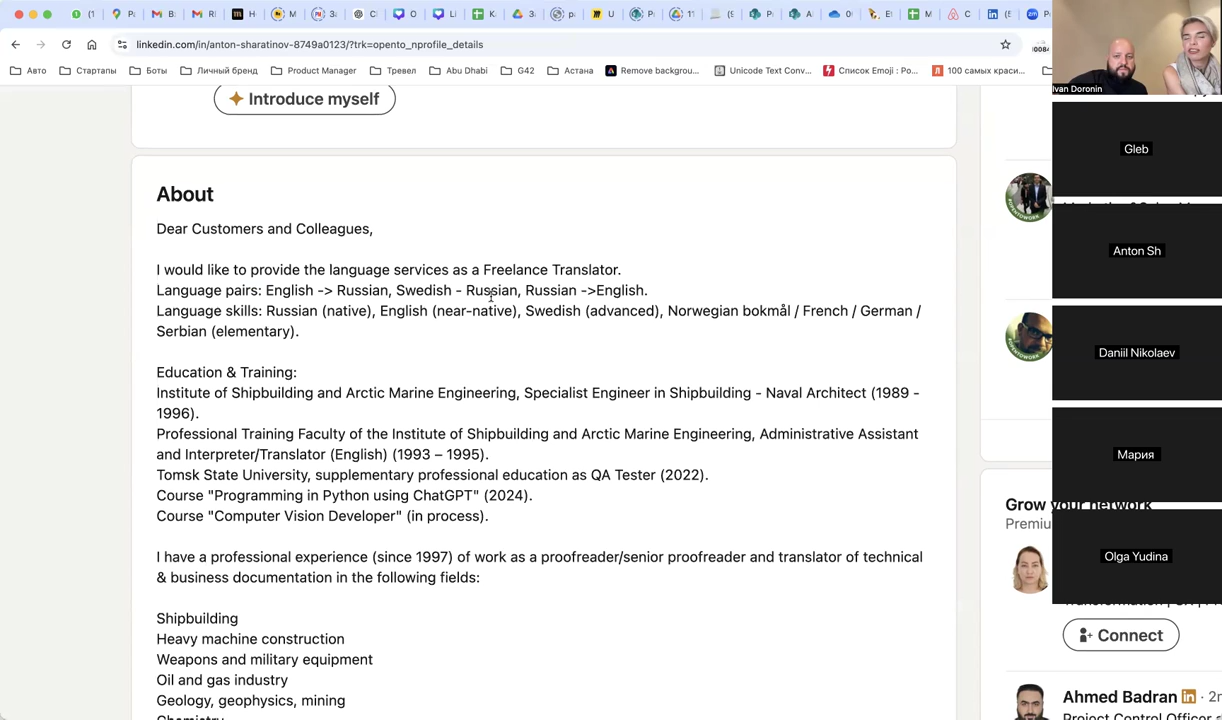 linkedin.com/in/anton-sharatinov-8749a0123/?trk=opento_nprofile_details
Авто
Стартапы
Боты
Личный бренд
Product Manager
Тревел
Abu Dhabi
G42
Астана
Remove backgrou...
Unicode Text Conv...
Список Emoji : Po...
100 самых краси...
Introduce myself
About
Dear Customers and Colleagues,
I would like to provide the language services as a Freelance Translator.
Language pairs: English -> Russian, Swedish - Russian, Russian ->English.
Language skills: Russian (native), English (near-native), Swedish (advanced), Norwegian bokmål / French / German /
Serbian (elementary).
Education & Training:
Institute of Shipbuilding and Arctic Marine Engineering, Specialist Engineer in Shipbuilding - Naval Architect (1989 -
1996).
Professional Training Faculty of the Institute of Shipbuilding and Arctic Marine Engineering, Administrative Assistant
and Interpreter/Translator (English) (1993 – 1995).
Tomsk State University, supplementary professional education as QA Tester (2022).
Course "Programming in Python using ChatGPT" (2024).
Course "Computer Vision Developer" (in process).
I have a professional experience (since 1997) of work as a proofreader/senior proofreader and translator of technical
& business documentation in the following fields:
Shipbuilding
Heavy machine construction
Weapons and military equipment
Oil and gas industry
Geology, geophysics, mining
Chemistry
Ivan Doronin
Gleb
Anton Sh
Daniil Nikolaev
Мария
Olga Yudina
Grow your network
Premiu
Connect
Ahmed Badran
Project Control Officer